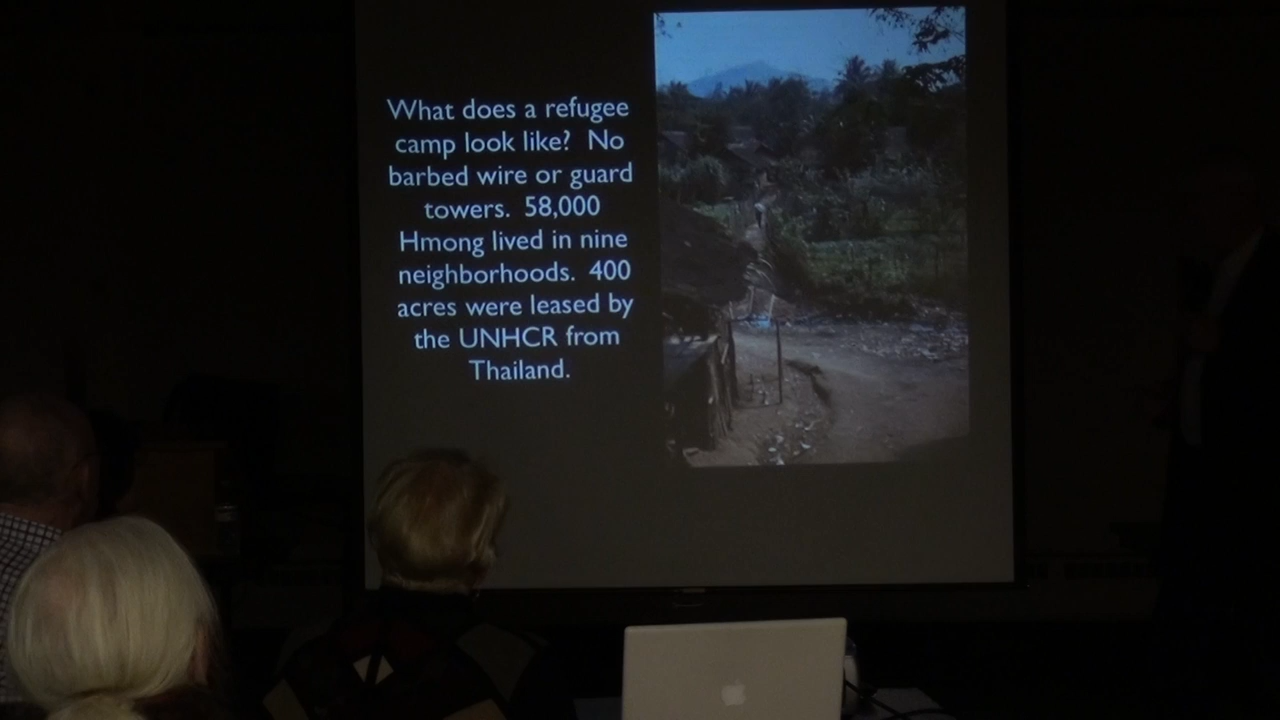 What does a refugee
camp look like?  No
barbed wire or guard
towers.  58,000
Hmong lived in nine
neighborhoods.  400
acres were leased by
the UNHCR from
Thailand.